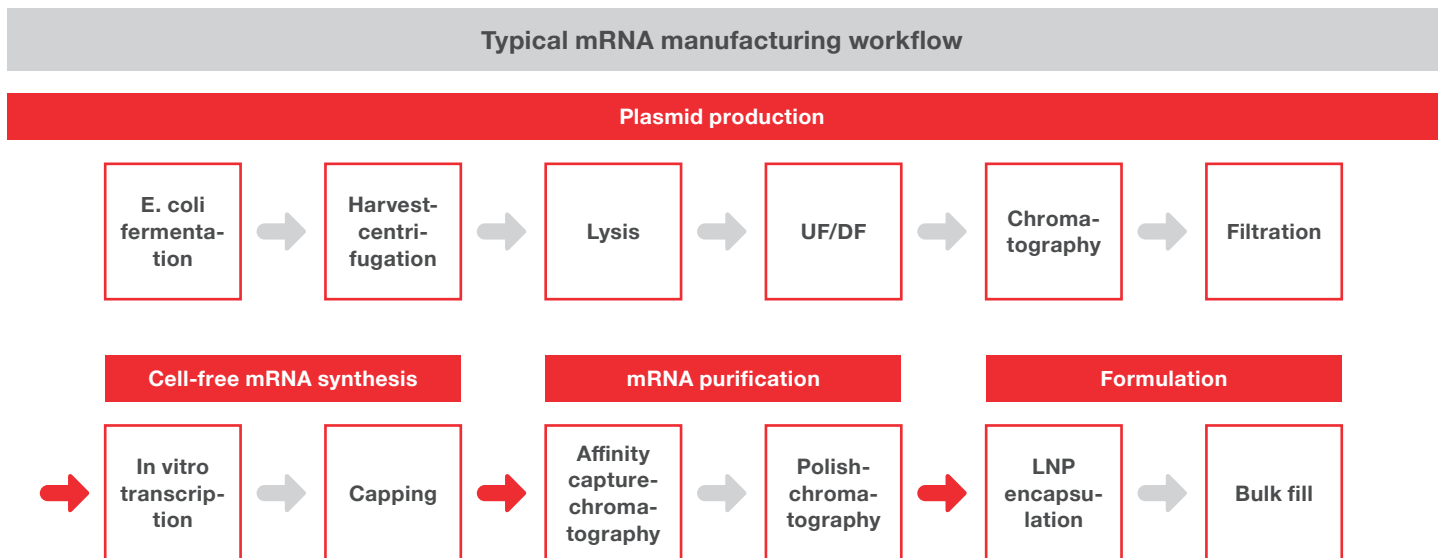 Typical mRNA manufacturing workflow
Plasmid production
E. coli
fermenta-
tion
Harvest-
centri-
fugation
Lysis
UF/DF
Chroma-
tography
Filtration
Cell-free mRNA synthesis
mRNA purification
Formulation
In vitro
transcrip-
tion
Capping
Affinity
capture-
chroma-
tography
Polish-
chroma-
tography
LNP
encapsu-
lation
Bulk fill